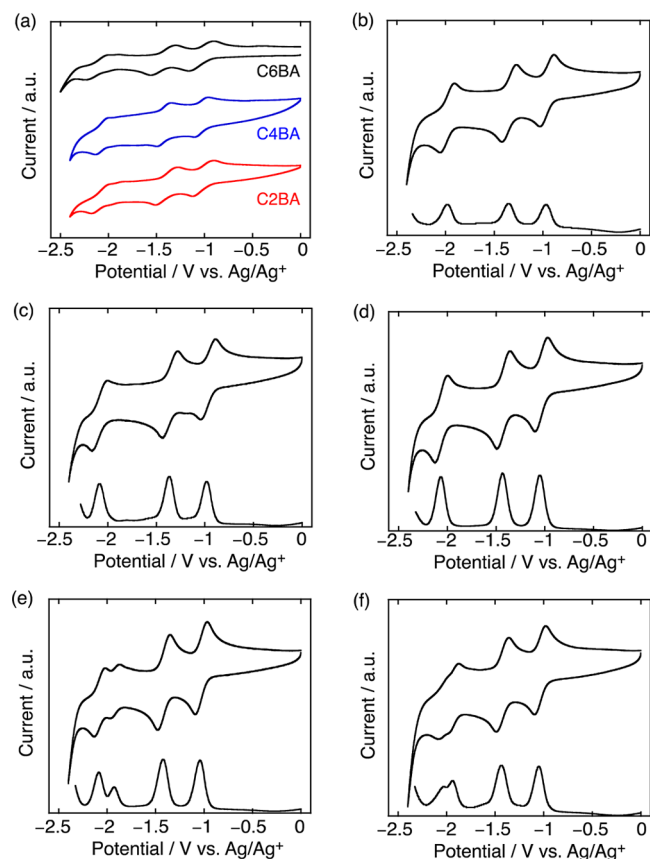 (a)
C6BA
C4BA
C2BA
Current / a.u.
−2.5 −2 −1.5 −1 −0.5 0
Potential / V vs. Ag/Ag⁺
(b)
Current / a.u.
−2.5 −2 −1.5 −1 −0.5 0
Potential / V vs. Ag/Ag⁺
(c)
Current / a.u.
−2.5 −2 −1.5 −1 −0.5 0
Potential / V vs. Ag/Ag⁺
(d)
Current / a.u.
−2.5 −2 −1.5 −1 −0.5 0
Potential / V vs. Ag/Ag⁺
(e)
Current / a.u.
−2.5 −2 −1.5 −1 −0.5 0
Potential / V vs. Ag/Ag⁺
(f)
Current / a.u.
−2.5 −2 −1.5 −1 −0.5 0
Potential / V vs. Ag/Ag⁺